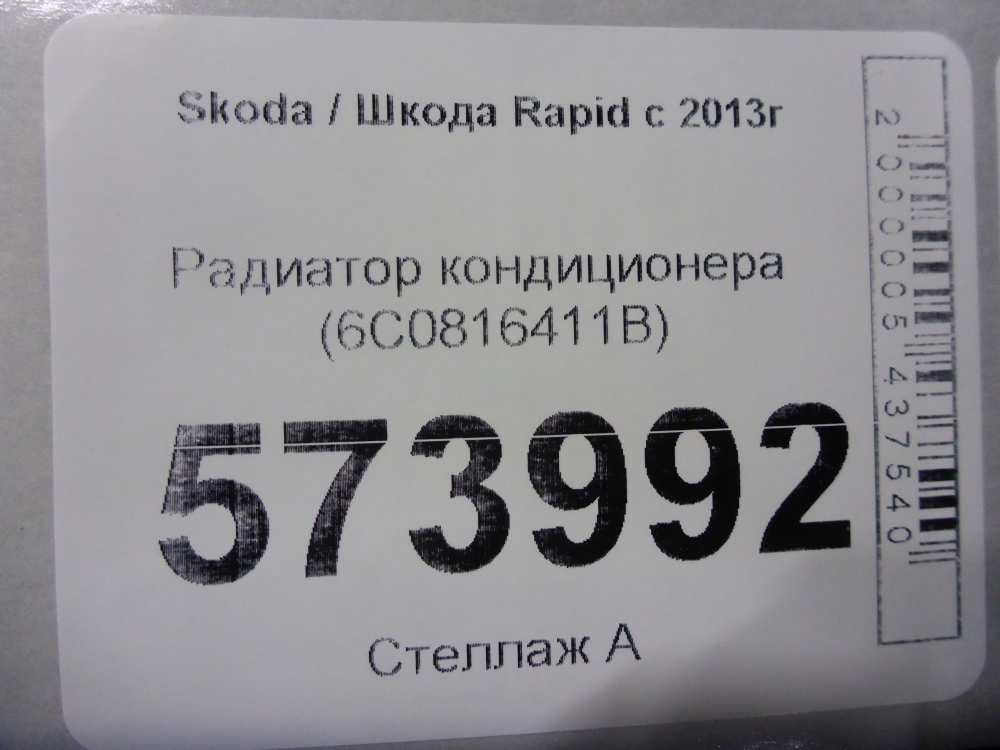 Skoda / Шкода Rapid с 2013г
Радиатор кондиционера
(6C0816411B)
573992
Стеллаж А
2000005437540